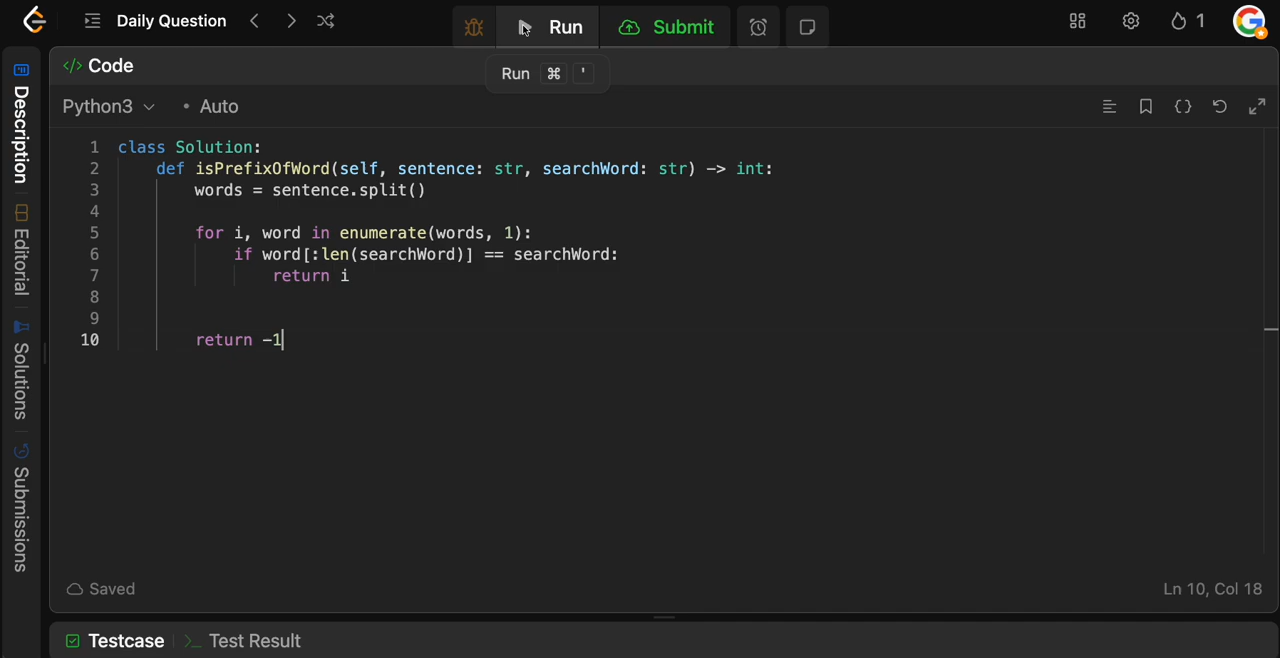 Daily Question
Run
Submit
1
Description
Editorial
Solutions
Submissions
</> Code
Run ⌘ '
Python3 • Auto
1 class Solution:
2 def isPrefixOfWord(self, sentence: str, searchWord: str) -> int:
3 words = sentence.split()
4
5 for i, word in enumerate(words, 1):
6 if word[:len(searchWord)] == searchWord:
7 return i
8
9
10 return -1
Saved
Ln 10, Col 18
Testcase
Test Result